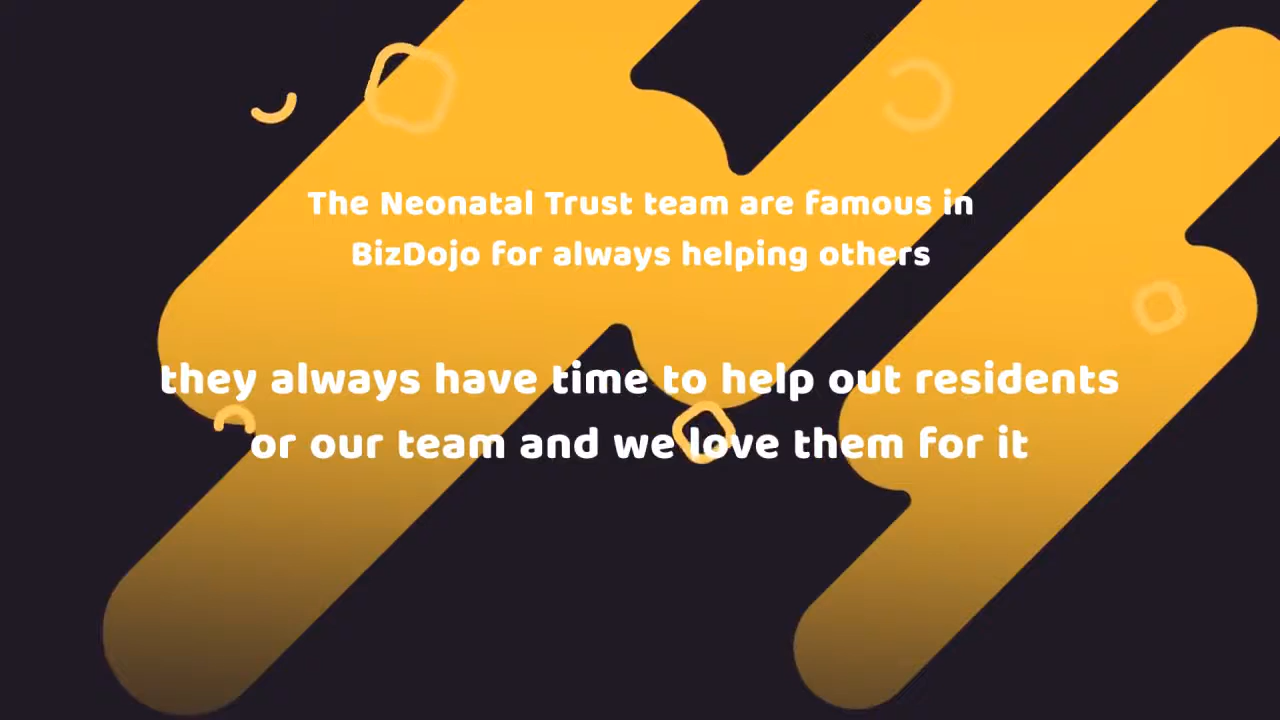 The Neonatal Trust team are famous in
BizDojo for always helping others
they always have time to help out residents
or our team and we love them for it